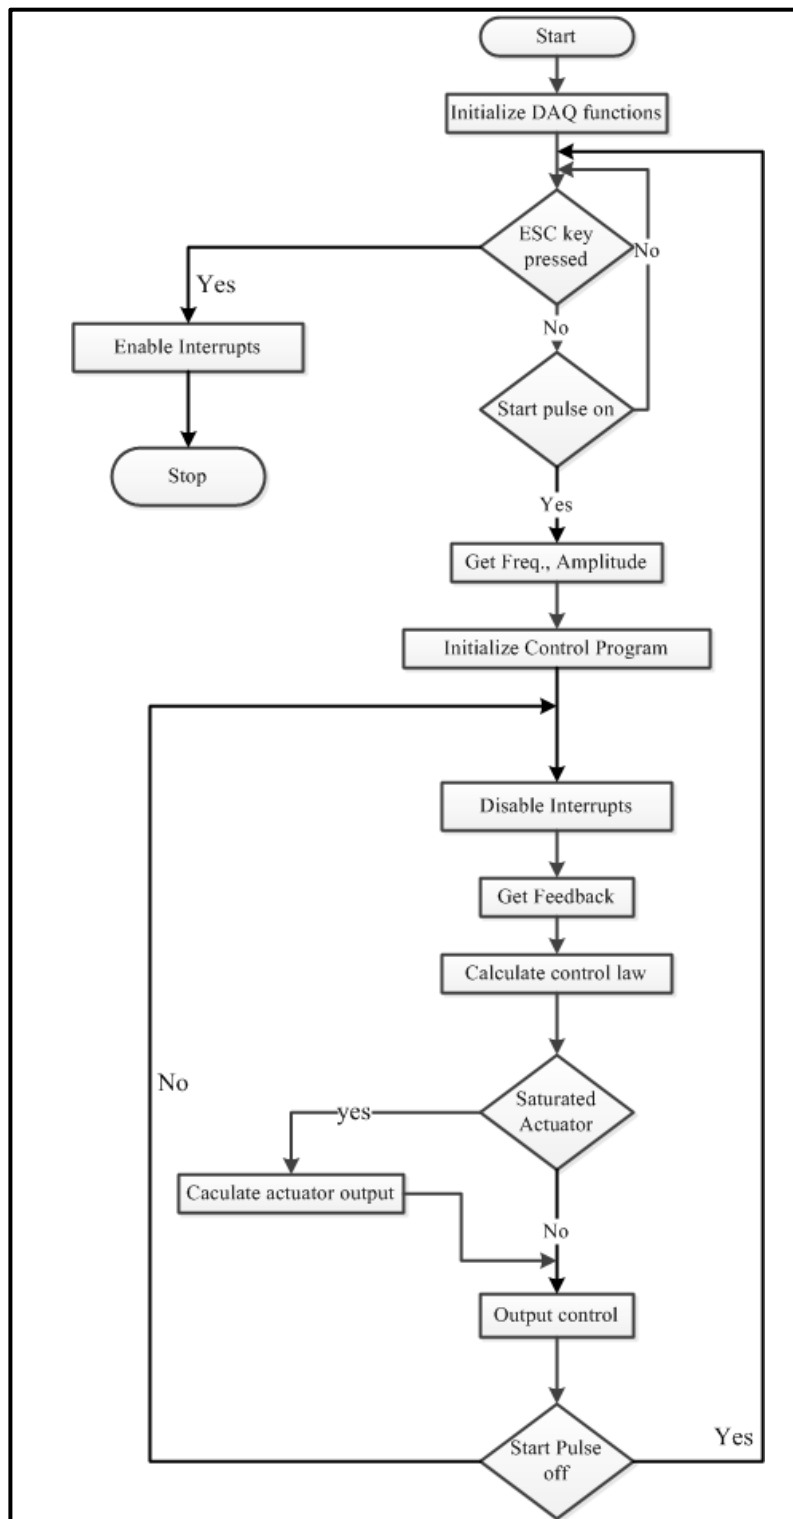 Start
Initialize DAQ functions
ESC key
pressed
No
Yes
No
Enable Interrupts
Start pulse on
Stop
Yes
Get Freq., Amplitude
Initialize Control Program
Disable Interrupts
Get Feedback
Calculate control law
No
Saturated
Actuator
yes
Caculate actuator output
No
Output control
Start Pulse
off
Yes